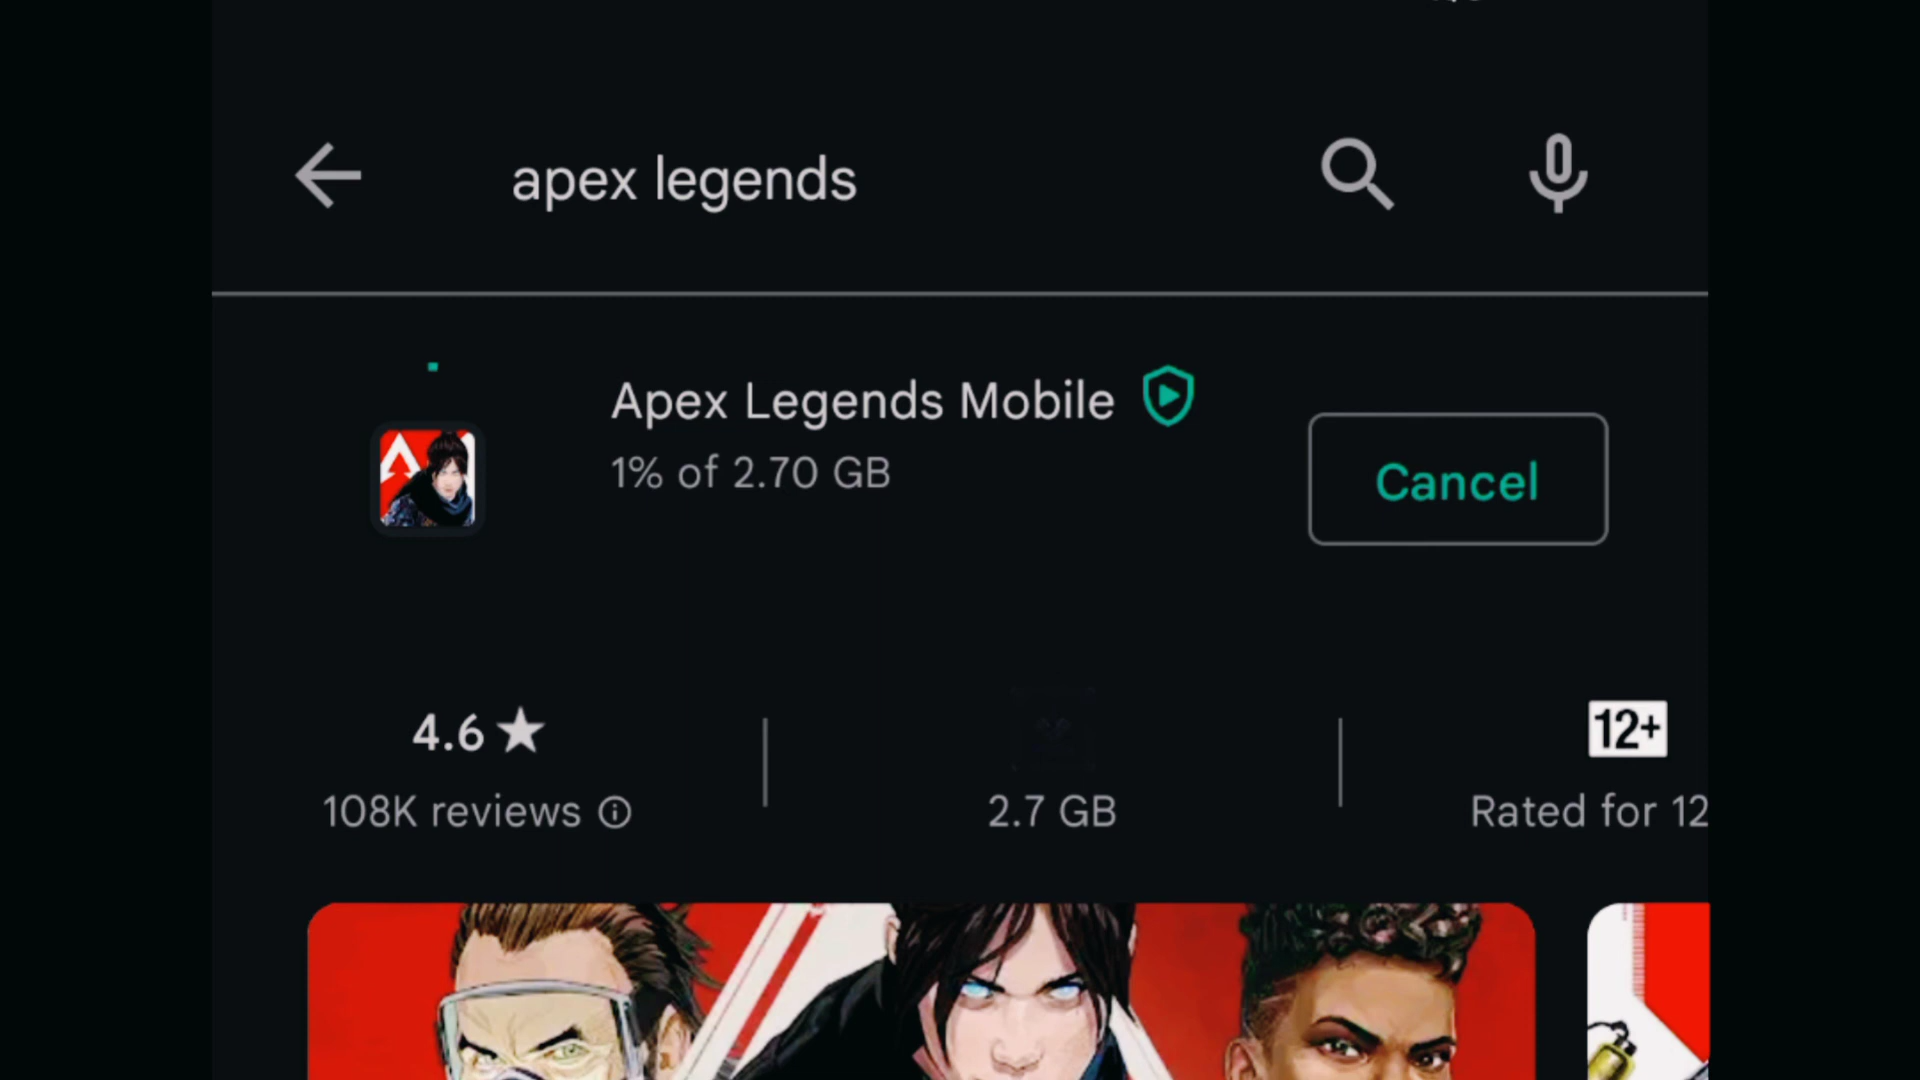 apex legends
Apex Legends Mobile
1% of 2.70 GB
Cancel
4.6★
108K reviews
2.7 GB
12+
Rated for 12